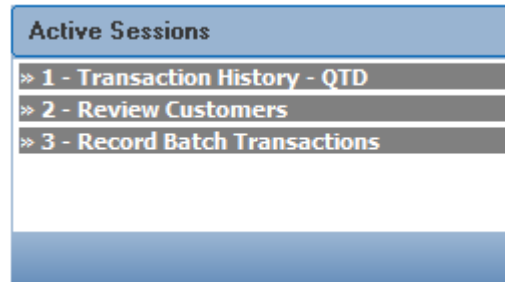 Active Sessions
» 1 - Transaction History - QTD
» 2 - Review Customers
» 3 - Record Batch Transactions